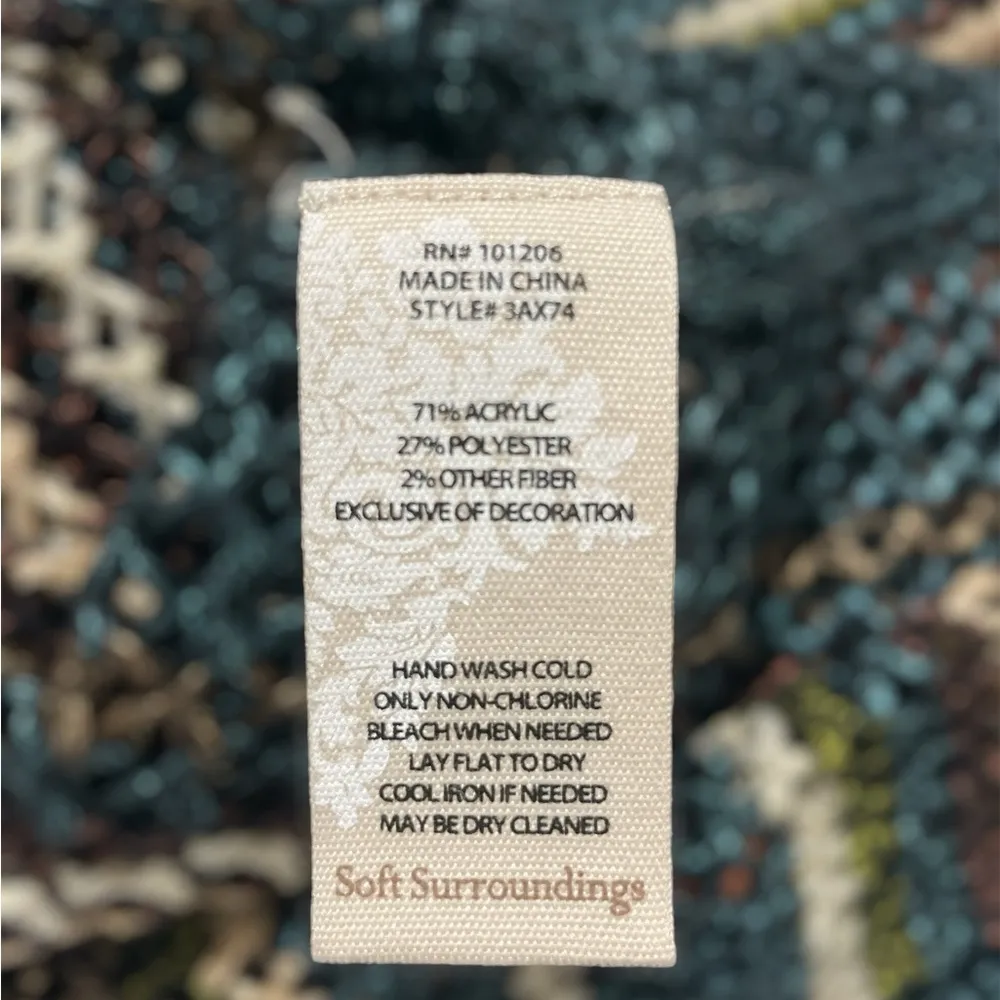 RN# 101206
MADE IN CHINA
STYLE# 3AX74
71% ACRYLIC
27% POLYESTER
2% OTHER FIBER
EXCLUSIVE OF DECORATION
HAND WASH COLD
ONLY NON-CHLORINE
BLEACH WHEN NEEDED
LAY FLAT TO DRY
COOL IRON IF NEEDED
MAY BE DRY CLEANED
Soft Surroundings